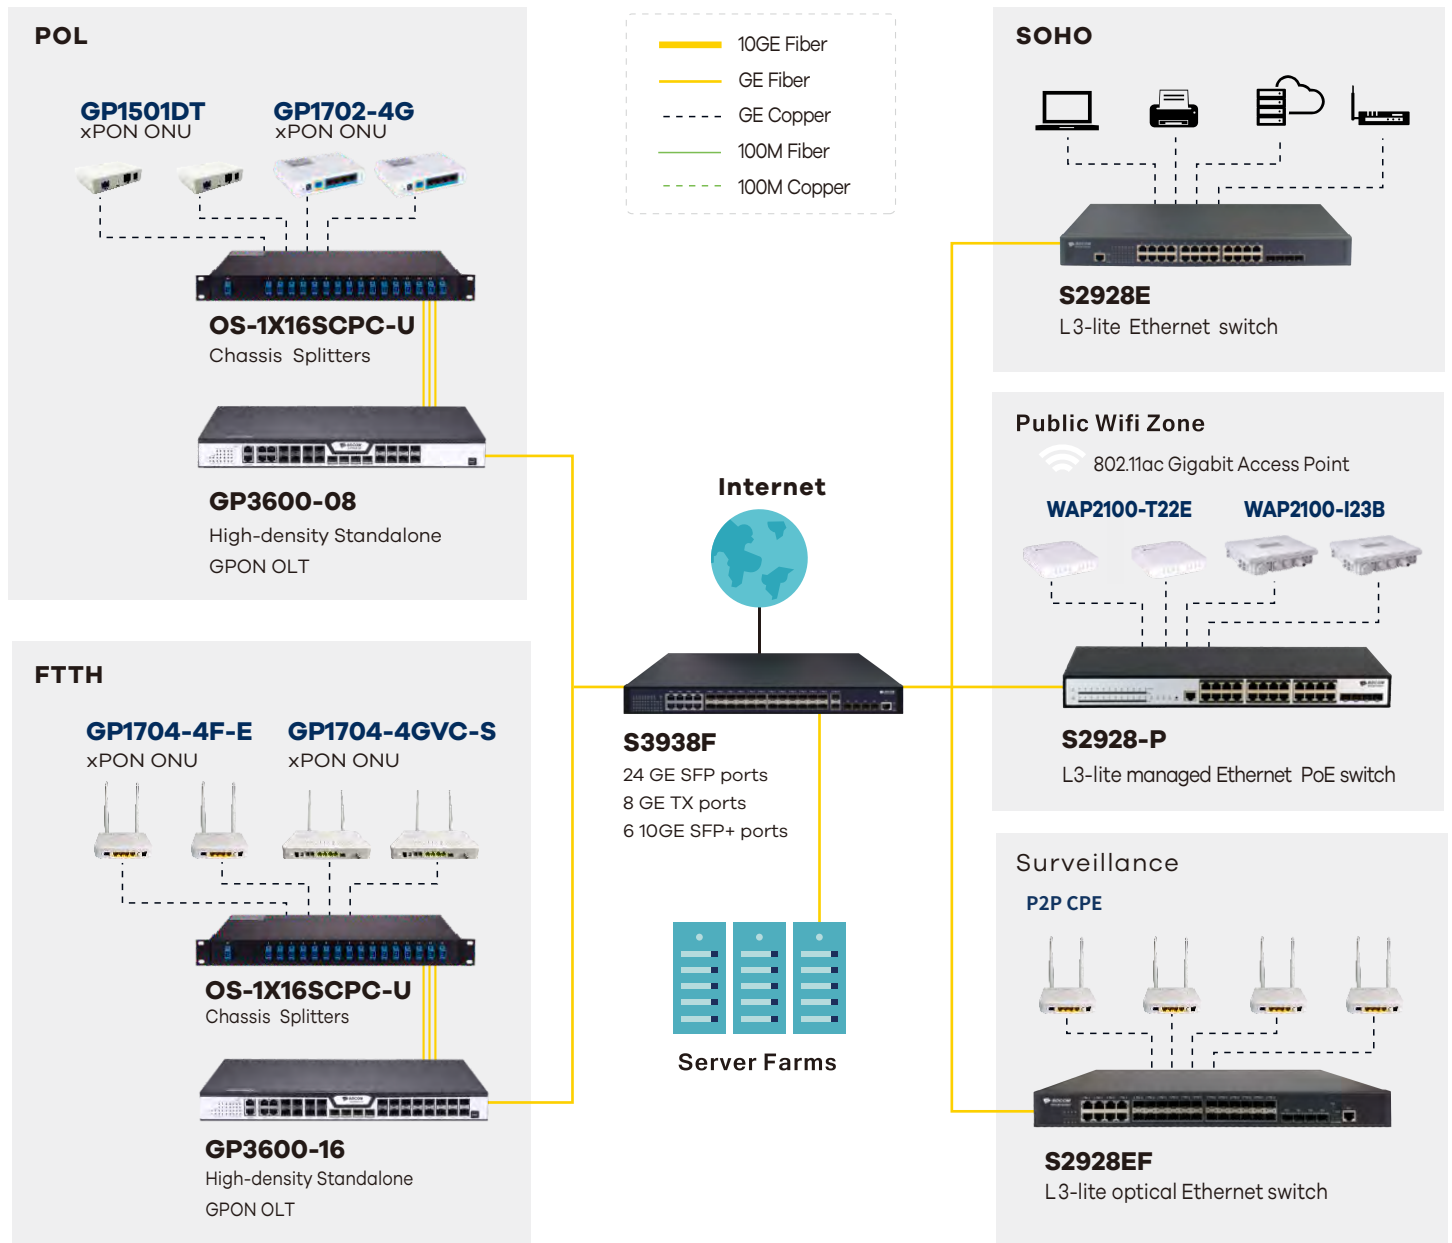 POL
GP1501DT
xPON ONU
GP1702-4G
xPON ONU
OS-1X16SCPC-U
Chassis Splitters
GP3600-08
High-density Standalone
GPON OLT
FTTH
GP1704-4F-E
xPON ONU
GP1704-4GVC-S
xPON ONU
OS-1X16SCPC-U
Chassis Splitters
GP3600-16
High-density Standalone
GPON OLT
10GE Fiber
GE Fiber
GE Copper
100M Fiber
100M Copper
Internet
S3938F
24 GE SFP ports
8 GE TX ports
6 10GE SFP+ ports
Server Farms
SOHO
S2928E
L3-lite Ethernet switch
Public Wifi Zone
802.11ac Gigabit Access Point
WAP2100-T22E
WAP2100-I23B
S2928-P
L3-lite managed Ethernet PoE switch
Surveillance
P2P CPE
S2928EF
L3-lite optical Ethernet switch